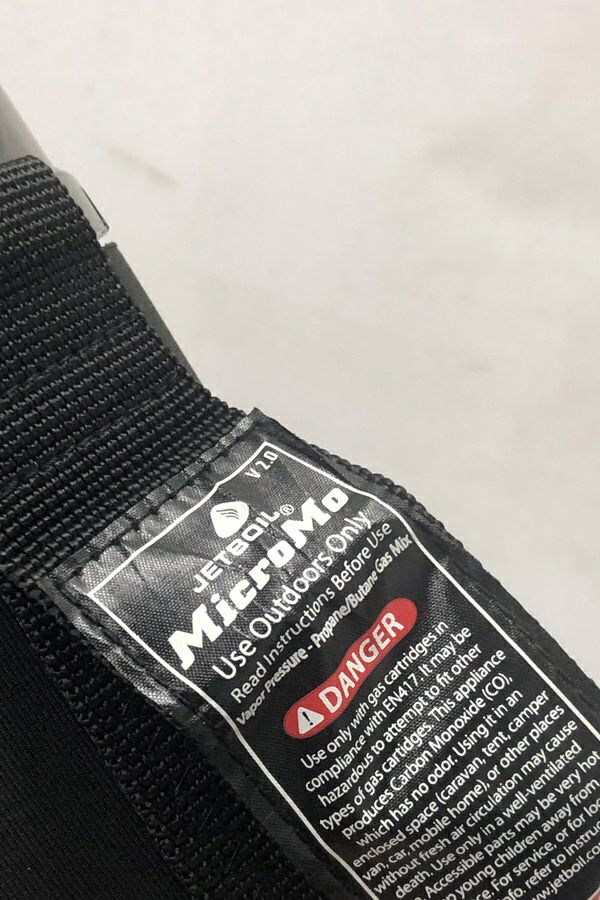 V 2.0
JETBOIL®
MicroMo
Use Outdoors Only
Read Instructions Before Use
Vapor Pressure - Propane/Butane Gas Mix
DANGER
Use only with gas cartridges in
compliance with EN417. It may be
hazardous to attempt to fit other
types of gas cartidges. This appliance
produces Carbon Monoxide (CO),
which has no odor. Using it in an
enclosed space (caravan, tent, camper
van, car, mobile home), or other places
without fresh air circulation may cause
death. Use only in a well-ventilated
Accessible parts may be very hot
young children away from
For service, or for
info. refer to
www.jetboil.co